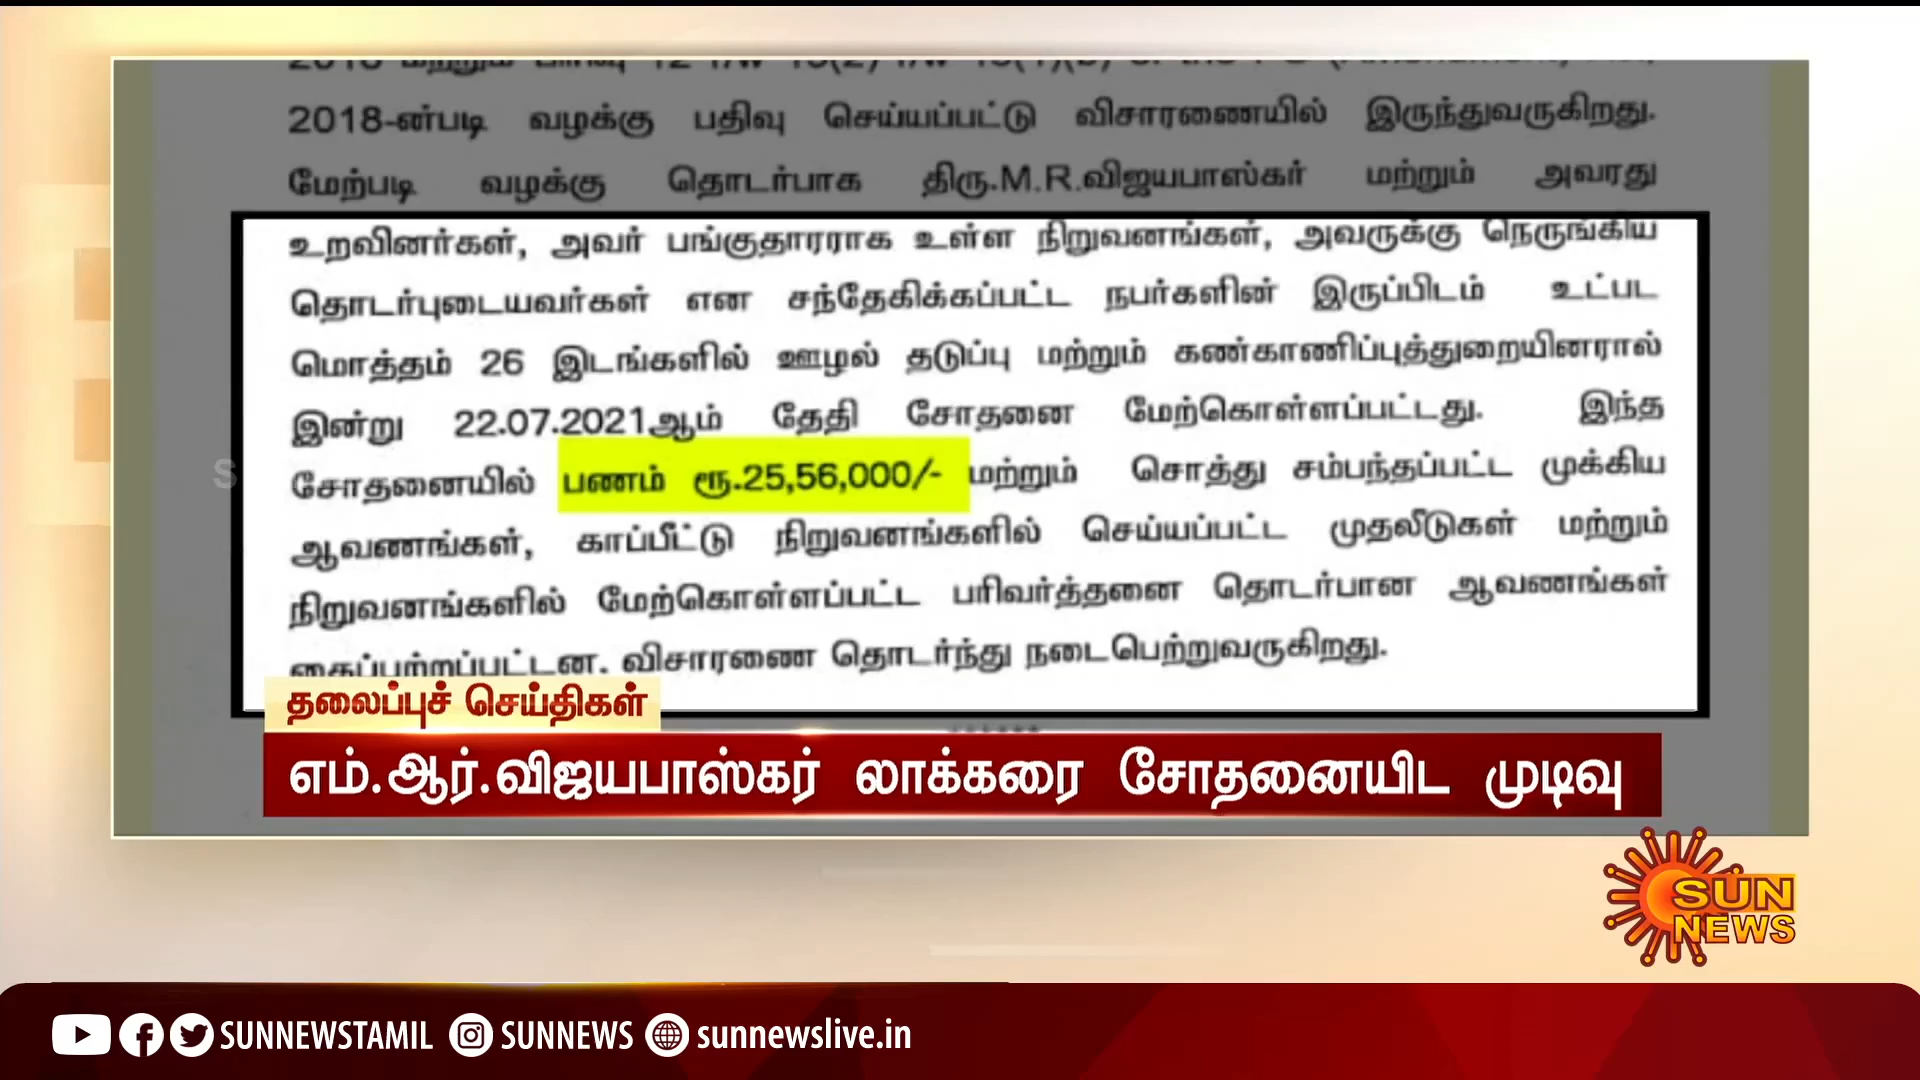 2018-ன்படி வழக்கு பதிவு செய்யப்பட்டு விசாரணையில் இருந்துவருகிறது.
மேற்படி வழக்கு தொடர்பாக திரு.M.R.விஜயபாஸ்கர் மற்றும் அவரது
உறவினர்கள், அவர் பங்குதாரராக உள்ள நிறுவனங்கள், அவருக்கு நெருங்கிய
தொடர்புடையவர்கள் என சந்தேகிக்கப்பட்ட நபர்களின் இருப்பிடம் உட்பட
மொத்தம் 26 இடங்களில் ஊழல் தடுப்பு மற்றும் கண்காணிப்புத்துறையினரால்
இன்று 22.07.2021ஆம் தேதி சோதனை மேற்கொள்ளப்பட்டது. இந்த
சோதனையில் பணம் ரூ.25,56,000/- மற்றும் சொத்து சம்பந்தப்பட்ட முக்கிய
ஆவணங்கள், காப்பீட்டு நிறுவனங்களில் செய்யப்பட்ட முதலீடுகள் மற்றும்
நிறுவனங்களில் மேற்கொள்ளப்பட்ட பரிவர்த்தனை தொடர்பான ஆவணங்கள்
கைப்பற்றப்பட்டன. விசாரணை தொடர்ந்து நடைபெற்றுவருகிறது.
தலைப்புச் செய்திகள்
எம்.ஆர்.விஜயபாஸ்கர் லாக்கரை சோதனையிட முடிவு
SUN
NEWS
SUNNEWSTAMIL SUNNEWS sunnewslive.in